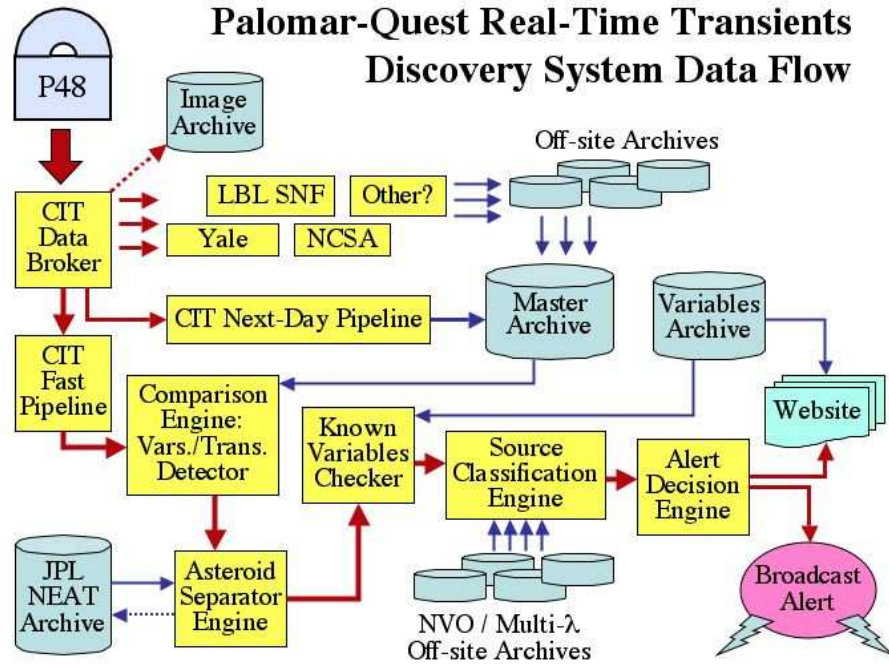 Palomar-Quest Real-Time Transients
Discovery System Data Flow
P48
Image
Archive
Off-site Archives
CIT
Data
Broker
LBL SNF
Other?
Yale
NCSA
CIT Next-Day Pipeline
Master
Archive
Variables
Archive
CIT
Fast
Pipeline
Comparison
Engine:
Vars./Trans.
Detector
Known
Variables
Checker
Source
Classification
Engine
Alert
Decision
Engine
Website
JPL
NEAT
Archive
Asteroid
Separator
Engine
NVO / Multi-λ
Off-site Archives
Broadcast
Alert